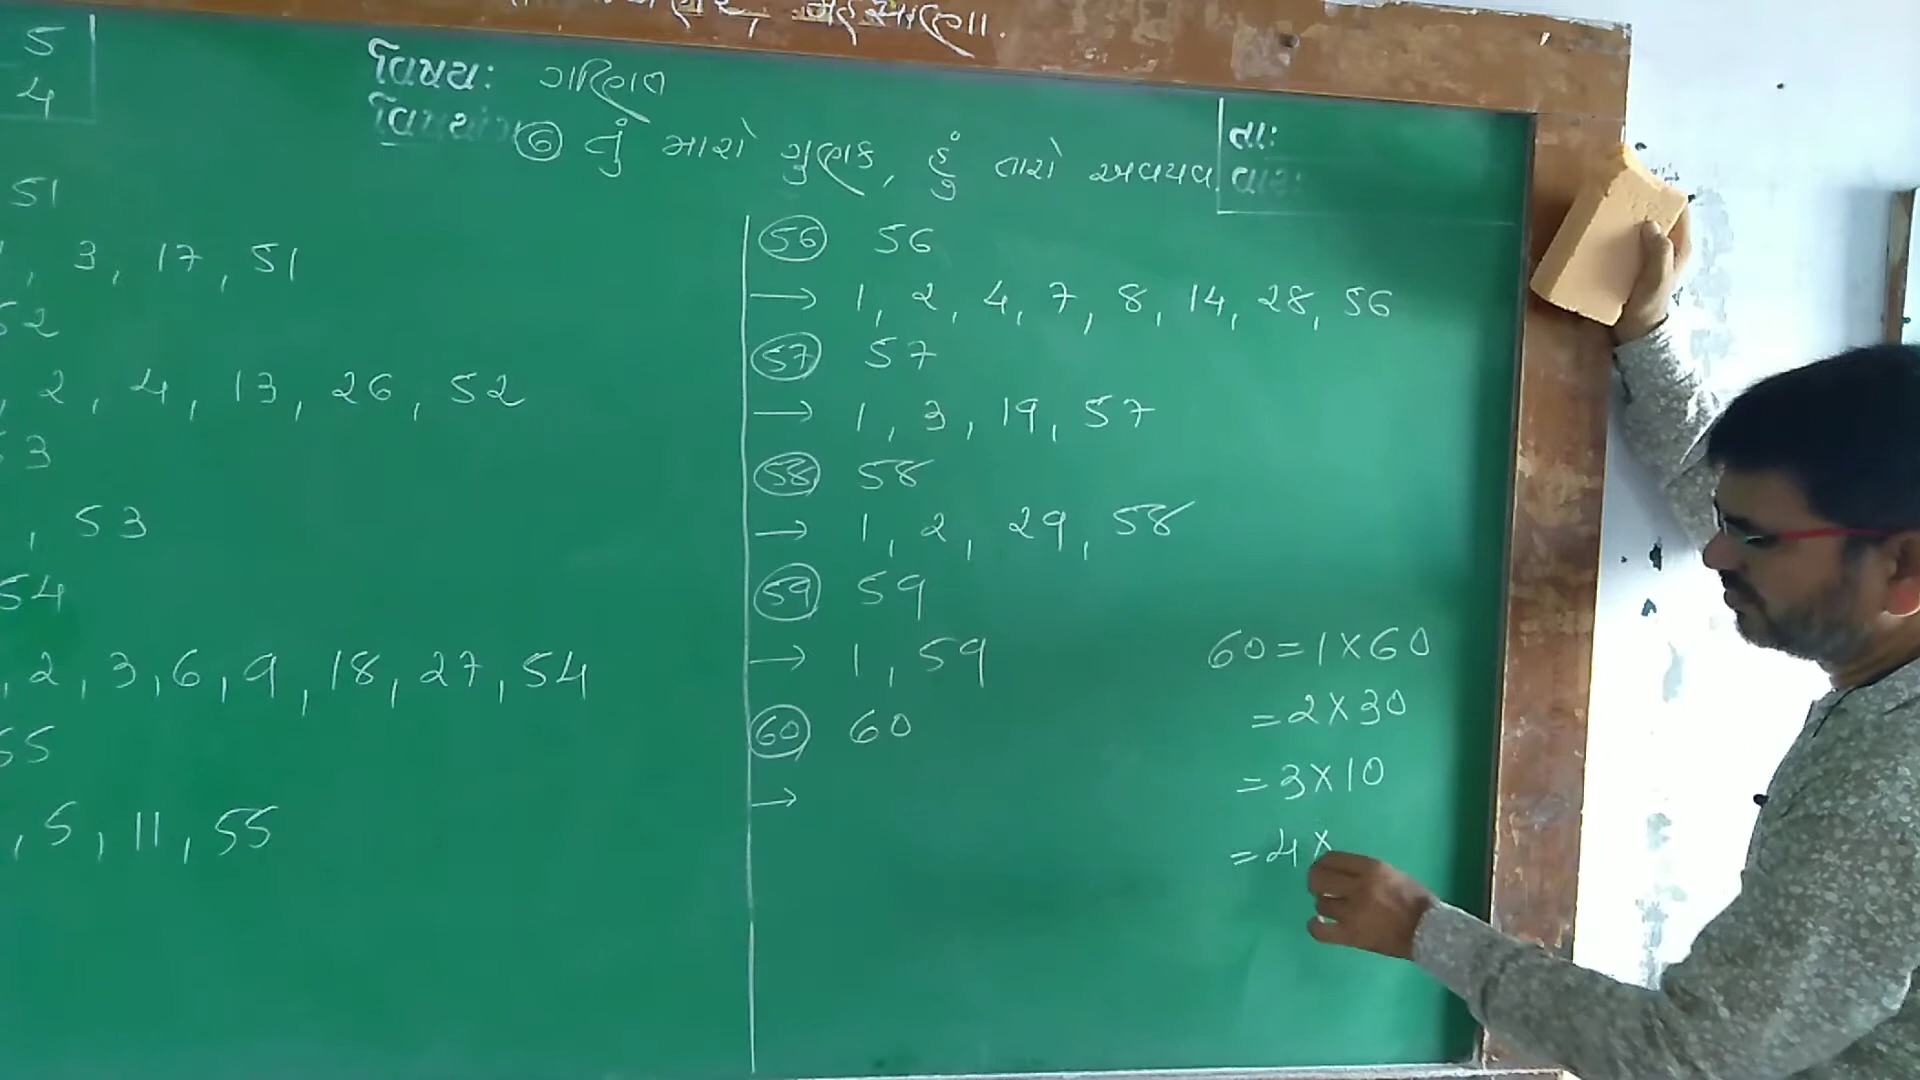 5
4
વિષય: ગણિત
⑥ તું મારો ગુણક, હું તારો અવયવ
તા:
વાર:
51
, 3, 17, 51
52
, 2, 4, 13, 26, 52
53
, 53
54
, 2, 3, 6, 9, 18, 27, 54
55
, 5, 11, 55
(56) 56
→ 1, 2, 4, 7, 8, 14, 28, 56
(57) 57
→ 1, 3, 19, 57
(58) 58
→ 1, 2, 29, 58
(59) 59
→ 1, 59
(60) 60
→
60=1×60
=2×30
=3×10
=4×